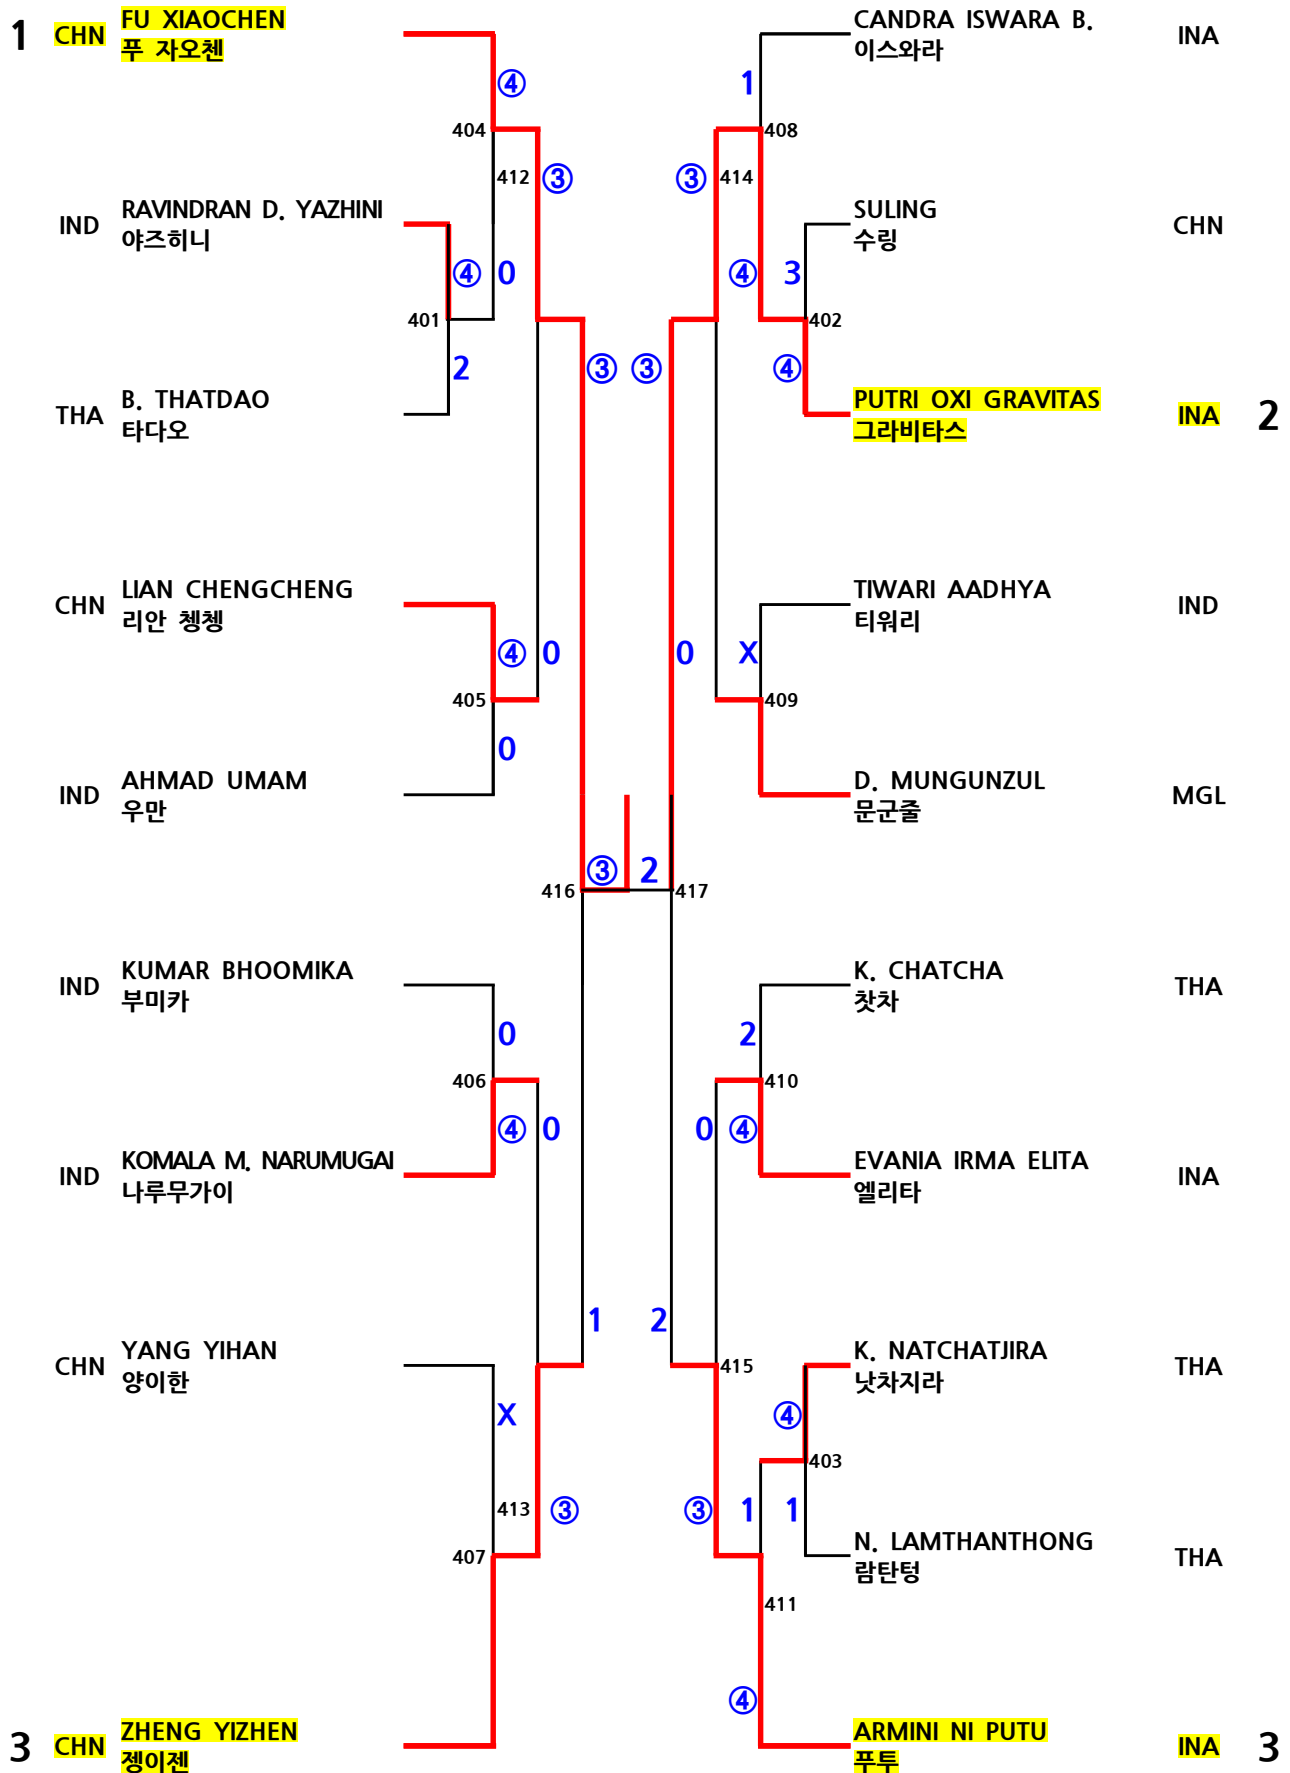 1 CHN FU XIAOCHEN
푸 자오첸
CANDRA ISWARA B. INA
이스와라
④
1
404
408
412
③
③
414
IND RAVINDRAN D. YAZHINI
야즈히니
SULING CHN
수링
④
0
④
3
401
402
2
③
③
④
THA B. THATDAO
타다오
PUTRI OXI GRAVITAS INA 2
그라비타스
CHN LIAN CHENGCHENG
리안 쳉쳉
TIWARI AADHYA IND
티워리
④
0
0
X
405
409
0
IND AHMAD UMAM
우만
D. MUNGUNZUL MGL
문군줄
③
2
416
417
IND KUMAR BHOOMIKA
부미카
K. CHATCHA THA
찻차
0
2
406
410
④
0
0
④
IND KOMALA M. NARUMUGAI
나루무가이
EVANIA IRMA ELITA INA
엘리타
1
2
CHN YANG YIHAN
양이한
415
K. NATCHATJIRA THA
낫차지라
X
④
403
413
③
③
1
1
407
N. LAMTHANTHONG THA
람탄텅
411
④
3 CHN ZHENG YIZHEN
젱이젠
ARMINI NI PUTU INA 3
푸투